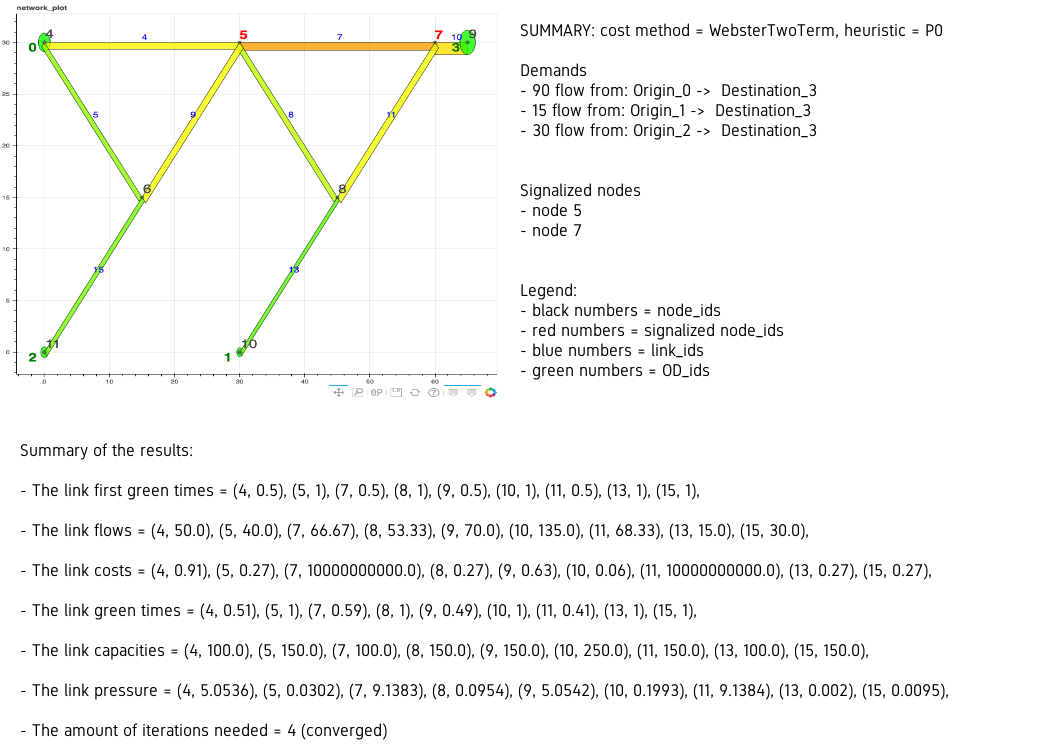 network_plot
4
0
4
5
7
7
10
3
9
30
25
20
15
10
5
0
5
9
8
11
6
8
15
13
11
2
10
1
0
10
20
30
40
50
60
SUMMARY: cost method = WebsterTwoTerm, heuristic = P0
Demands
- 90 flow from: Origin_0 -> Destination_3
- 15 flow from: Origin_1 -> Destination_3
- 30 flow from: Origin_2 -> Destination_3
Signalized nodes
- node 5
- node 7
Legend:
- black numbers = node_ids
- red numbers = signalized node_ids
- blue numbers = link_ids
- green numbers = OD_ids
Summary of the results:
- The link first green times = (4, 0.5), (5, 1), (7, 0.5), (8, 1), (9, 0.5), (10, 1), (11, 0.5), (13, 1), (15, 1),
- The link flows = (4, 50.0), (5, 40.0), (7, 66.67), (8, 53.33), (9, 70.0), (10, 135.0), (11, 68.33), (13, 15.0), (15, 30.0),
- The link costs = (4, 0.91), (5, 0.27), (7, 10000000000.0), (8, 0.27), (9, 0.63), (10, 0.06), (11, 10000000000.0), (13, 0.27), (15, 0.27),
- The link green times = (4, 0.51), (5, 1), (7, 0.59), (8, 1), (9, 0.49), (10, 1), (11, 0.41), (13, 1), (15, 1),
- The link capacities = (4, 100.0), (5, 150.0), (7, 100.0), (8, 150.0), (9, 150.0), (10, 250.0), (11, 150.0), (13, 100.0), (15, 150.0),
- The link pressure = (4, 5.0536), (5, 0.0302), (7, 9.1383), (8, 0.0954), (9, 5.0542), (10, 0.1993), (11, 9.1384), (13, 0.002), (15, 0.0095),
- The amount of iterations needed = 4 (converged)